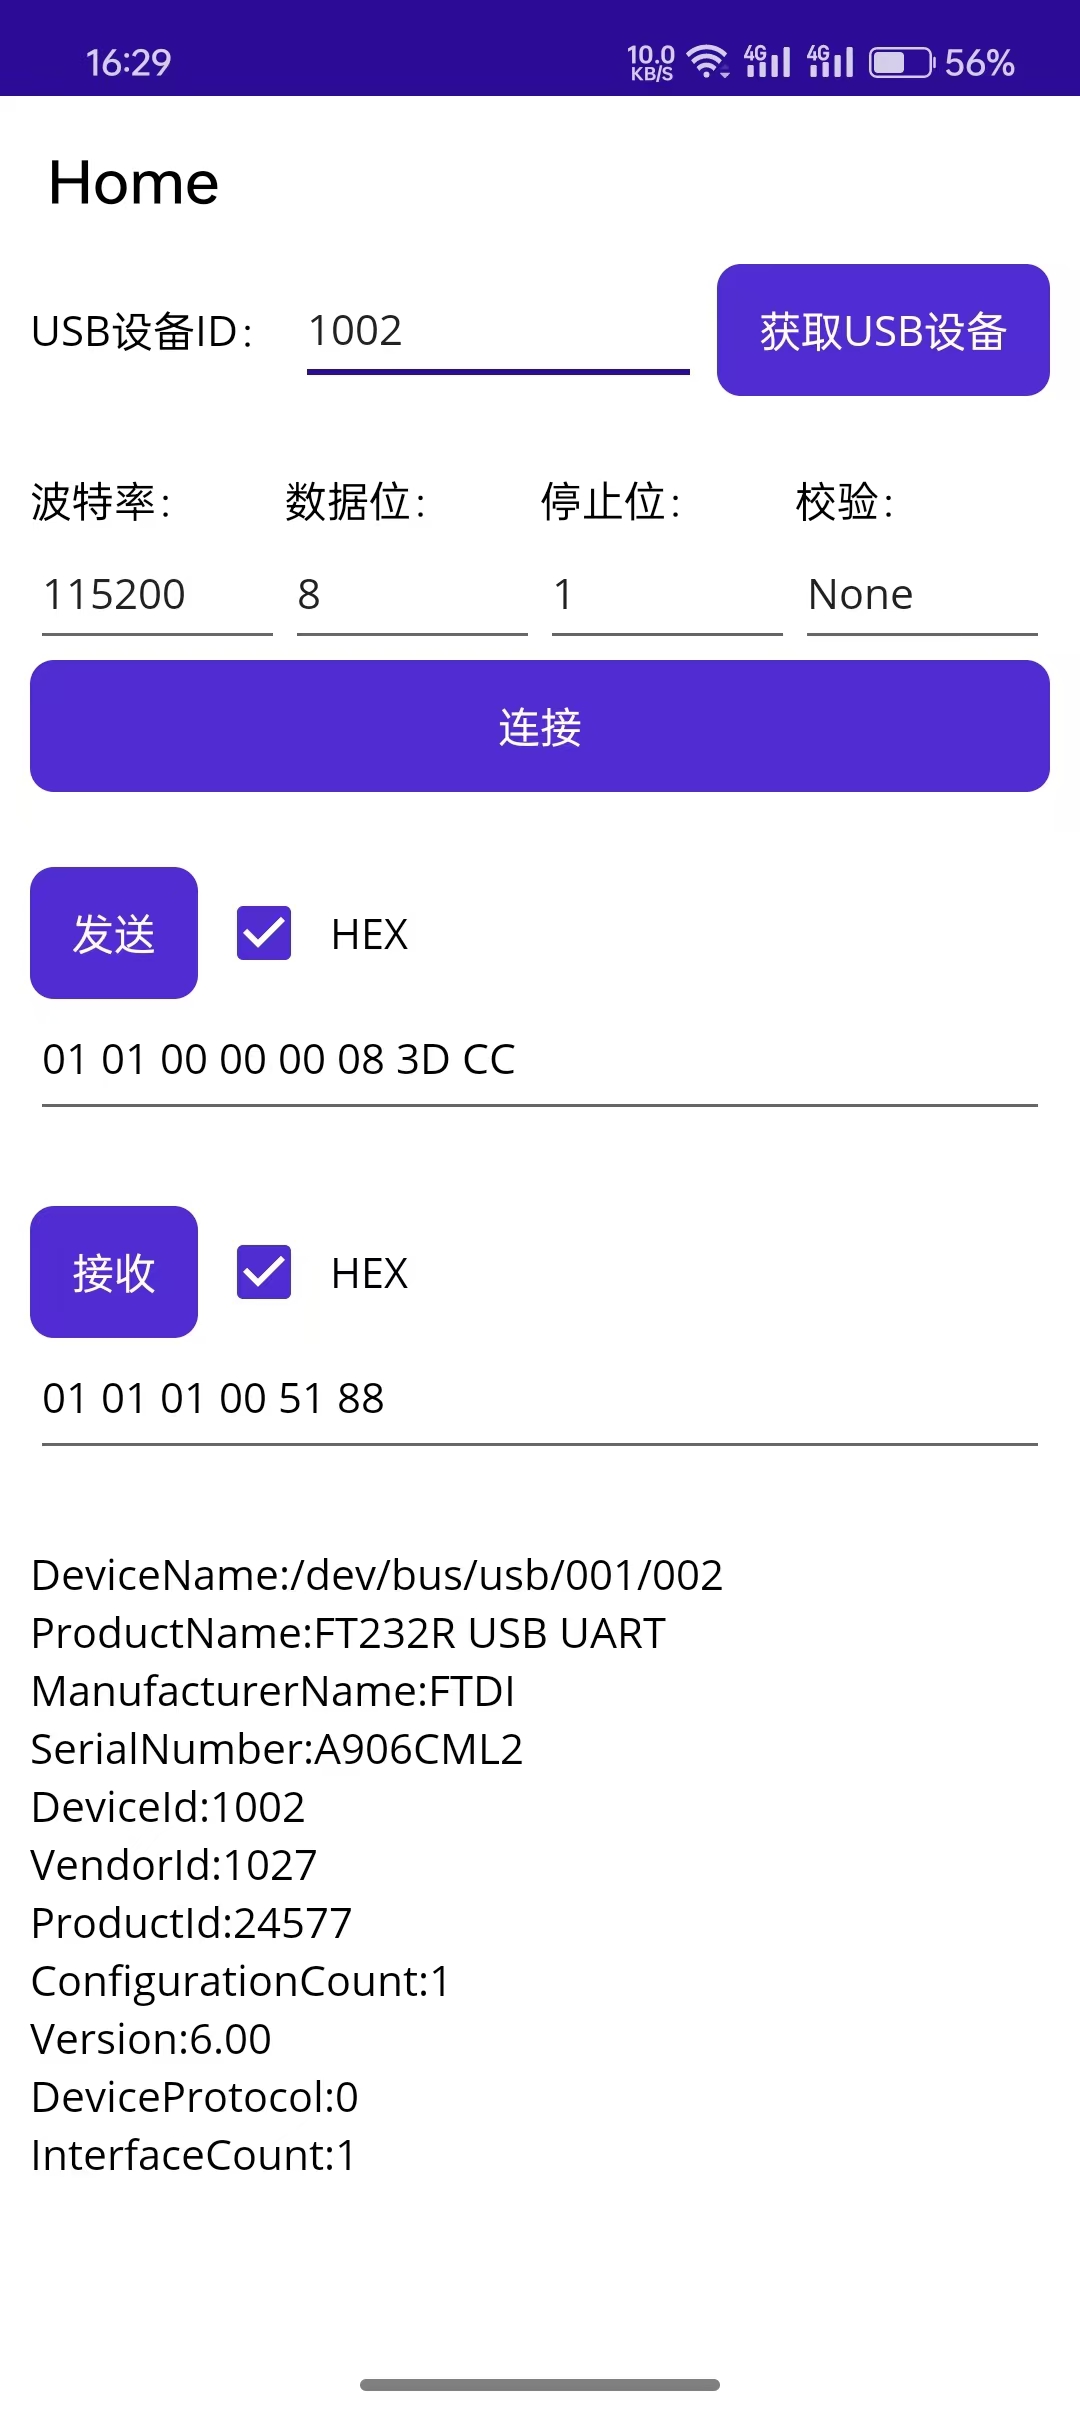 16:29 10.0 KB/S 4G 4G 56%
Home
USB设备ID: 1002 获取USB设备
波特率: 数据位: 停止位: 校验:
115200 8 1 None
连接
发送 HEX
01 01 00 00 00 08 3D CC
接收 HEX
01 01 01 00 51 88
DeviceName:/dev/bus/usb/001/002
ProductName:FT232R USB UART
ManufacturerName:FTDI
SerialNumber:A906CML2
DeviceId:1002
VendorId:1027
ProductId:24577
ConfigurationCount:1
Version:6.00
DeviceProtocol:0
InterfaceCount:1